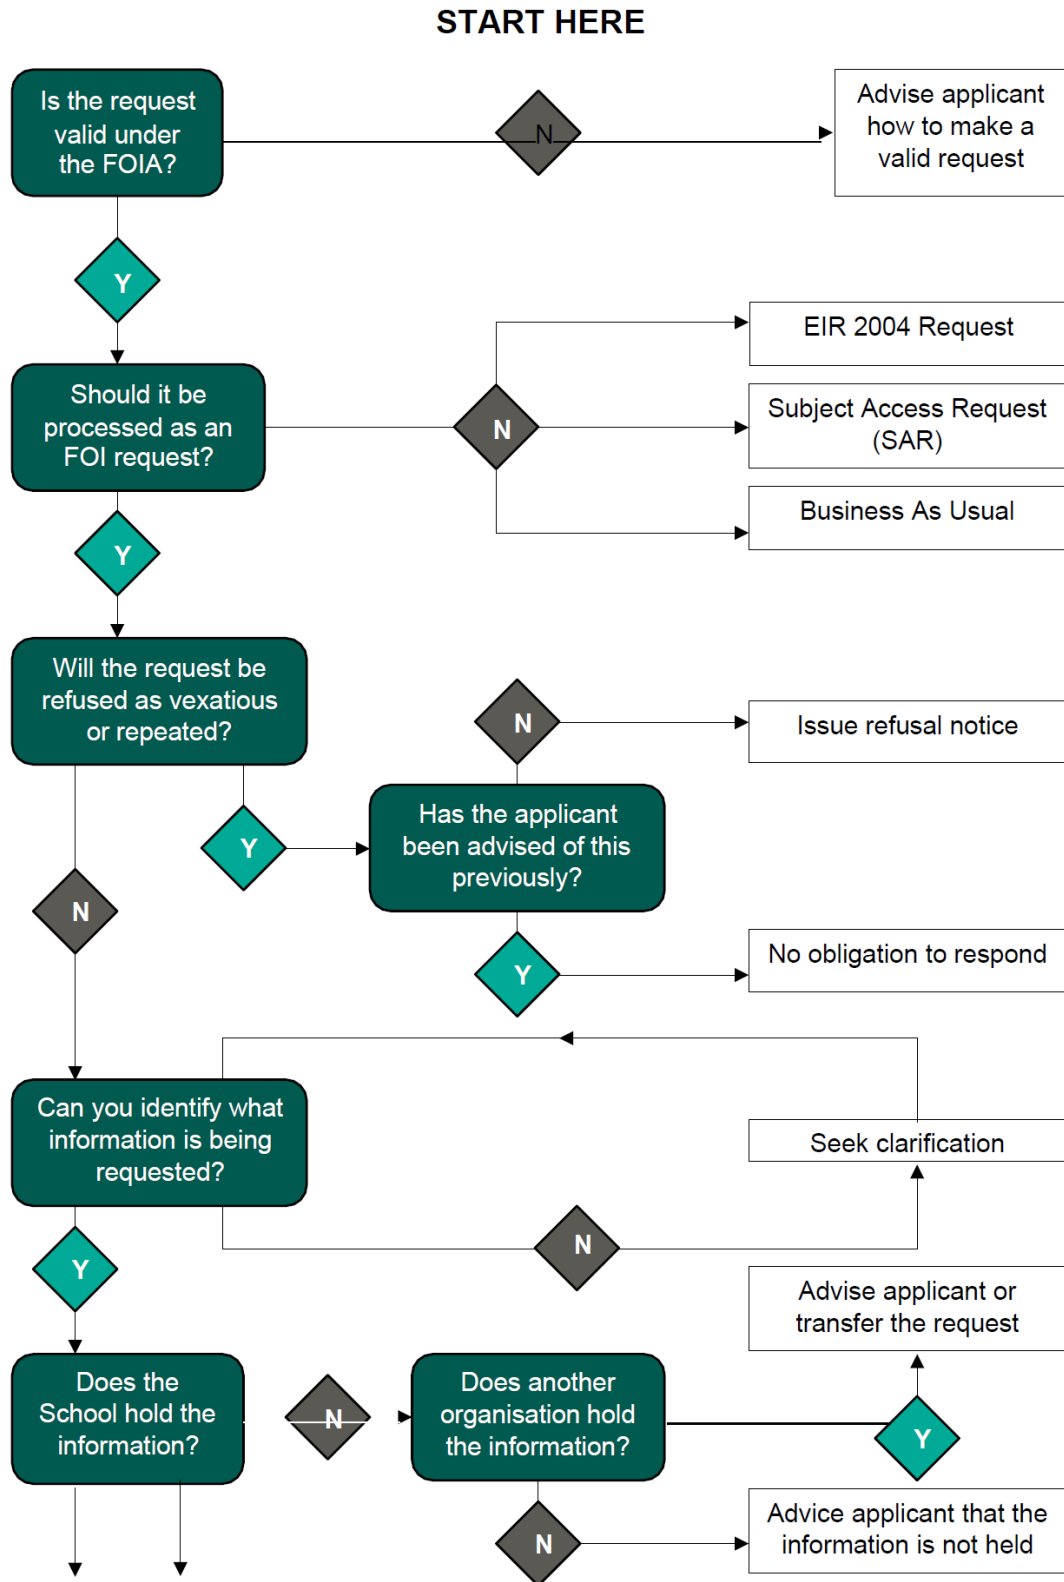 START HERE
Is the request
valid under
the FOIA?
N
Advise applicant
how to make a
valid request
Y
EIR 2004 Request
Should it be
processed as an
FOI request?
N
Subject Access Request
(SAR)
Business As Usual
Y
Will the request be
refused as vexatious
or repeated?
N
Issue refusal notice
Y
Has the applicant
been advised of this
previously?
N
Y
No obligation to respond
Can you identify what
information is being
requested?
Seek clarification
N
Y
Advise applicant or
transfer the request
Does the
School hold the
information?
N
Does another
organisation hold
the information?
Y
N
Advice applicant that the
information is not held